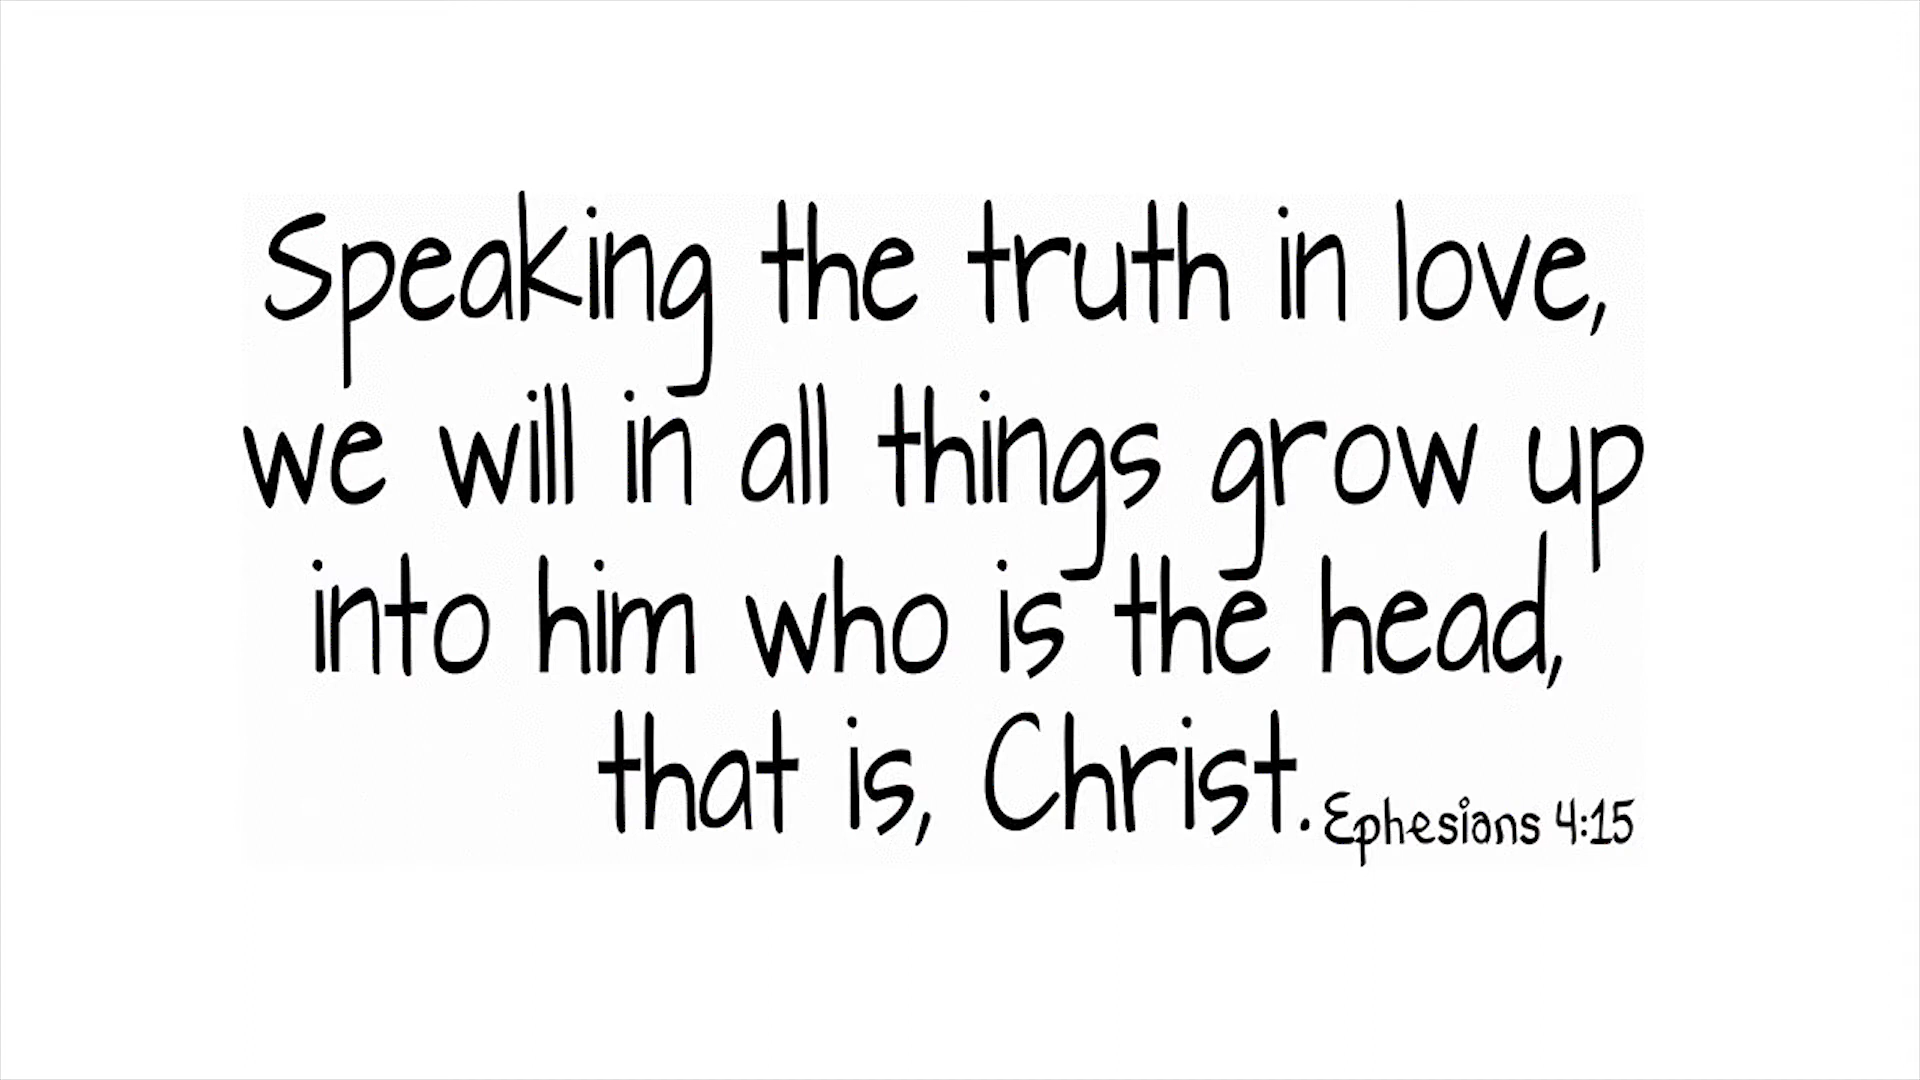 Speaking the truth in love,
we will in all things grow up
into him who is the head,
that is, Christ. Ephesians 4:15